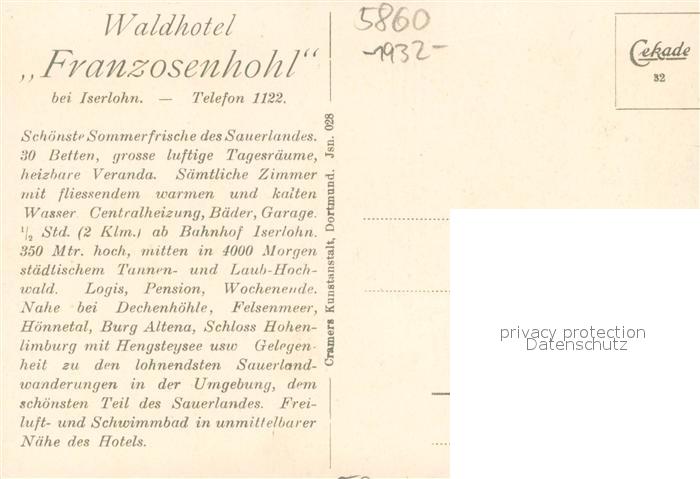 Waldhotel
„Franzosenhohl“
bei Iserlohn. — Telefon 1122.
Schönste Sommerfrische des Sauerlandes.
30 Betten, grosse luftige Tagesräume,
heizbare Veranda. Sämtliche Zimmer
mit fliessendem warmen und kalten
Wasser Centralheizung, Bäder, Garage.
½ Std. (2 Klm.) ab Bahnhof Iserlohn.
350 Mtr. hoch, mitten in 4000 Morgen
städtischem Tannen- und Laub-Hoch-
wald. Logis, Pension, Wochenende.
Nahe bei Dechenhöhle, Felsenmeer,
Hönnetal, Burg Altena, Schloss Hohen-
limburg mit Hengsteysee usw Gelegen-
heit zu den lohnendsten Sauerland-
wanderungen in der Umgebung, dem
schönsten Teil des Sauerlandes. Frei-
luft- und Schwimmbad in unmittelbarer
Nähe des Hotels.
Cramers Kunstanstalt, Dortmund. Jsn. 028
5860
-1932-
Cekade
32
privacy protection
Datenschutz